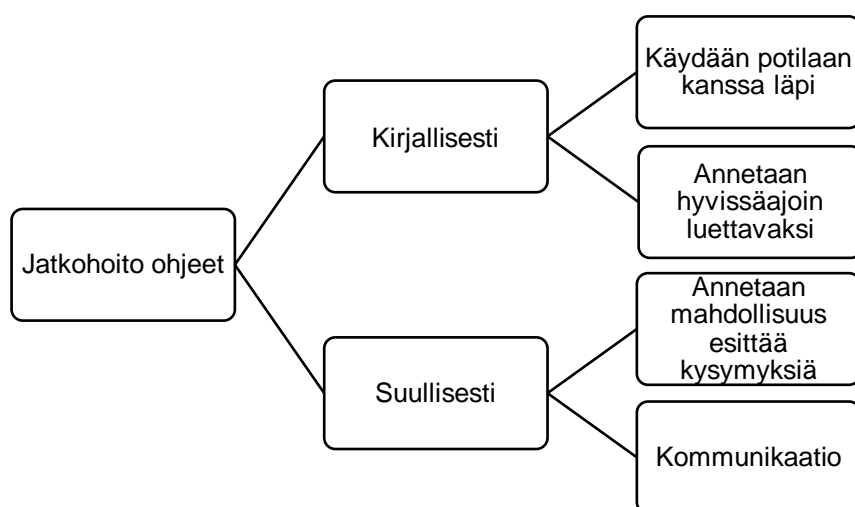 Jatkohoito ohjeet
Kirjallisesti
Käydään potilaan
kanssa läpi
Annetaan
hyvissäajoin
luettavaksi
Suullisesti
Annetaan
mahdollisuus
esittää
kysymyksiä
Kommunikaatio